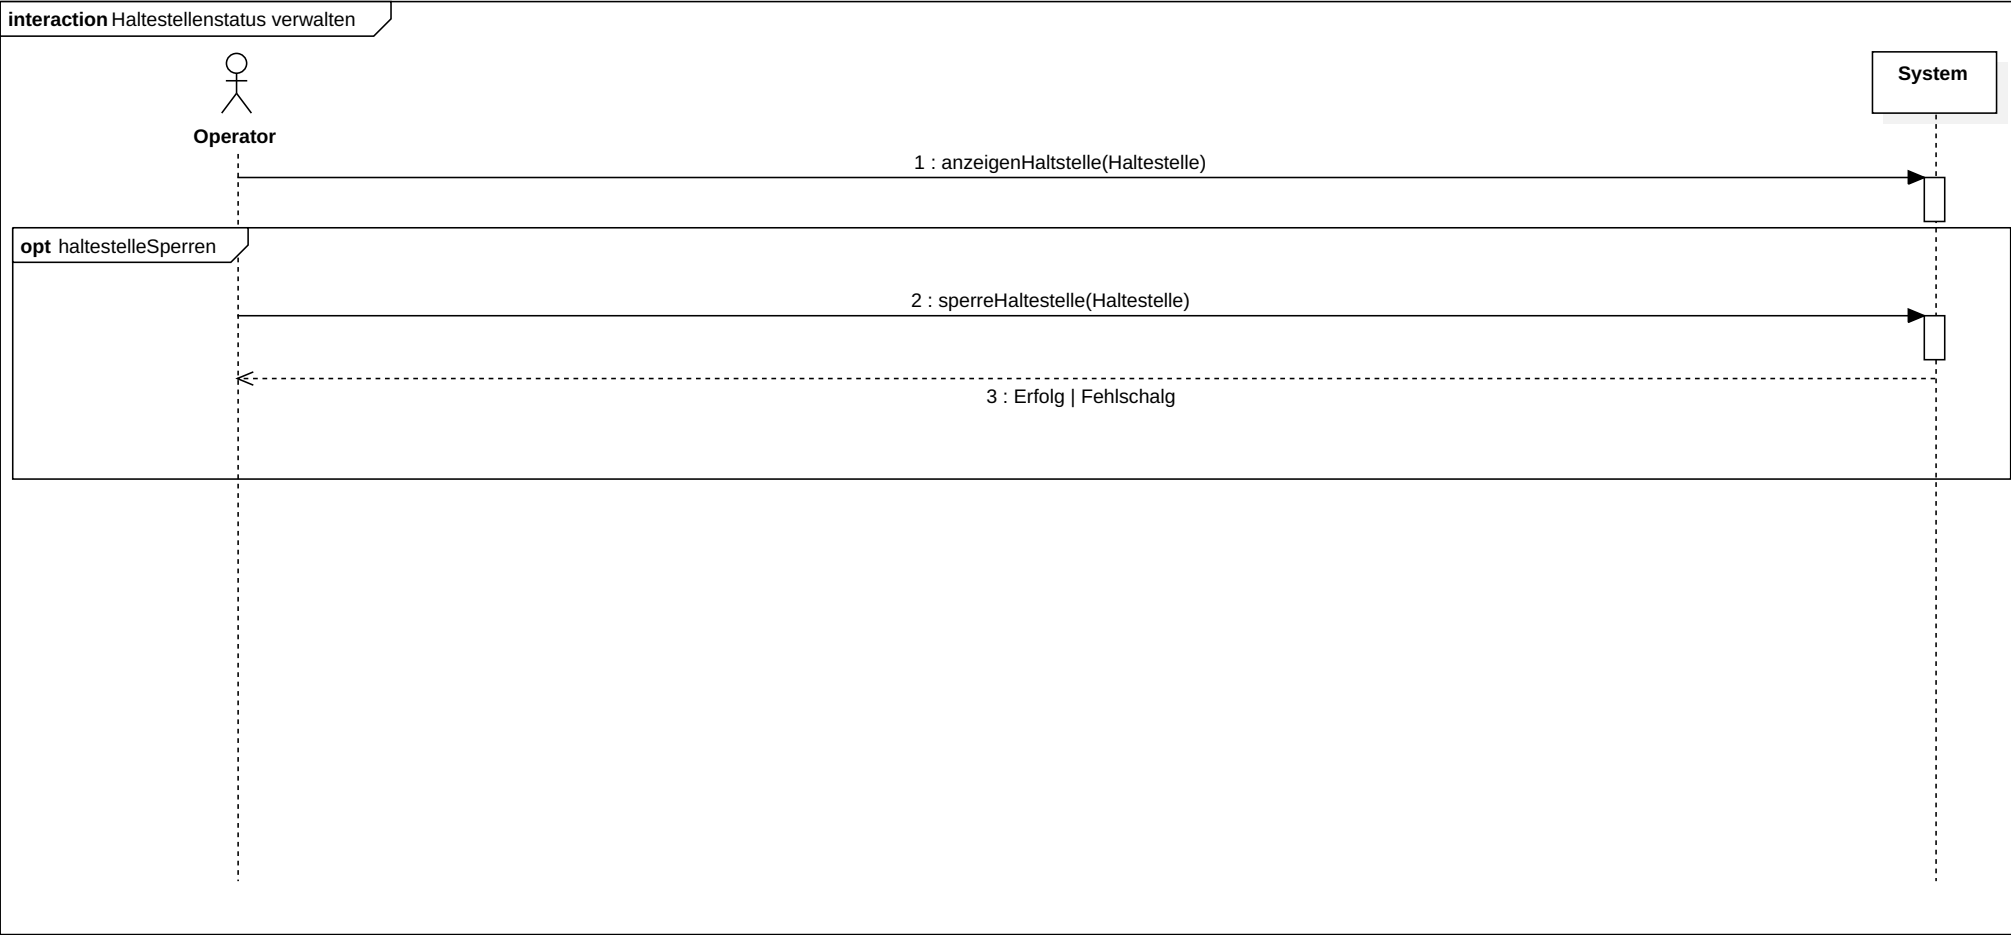 interaction Haltestellenstatus verwalten
System
Operator
1 : anzeigenHaltstelle(Haltestelle)
opt haltestelleSperren
2 : sperreHaltestelle(Haltestelle)
3 : Erfolg | Fehlschalg